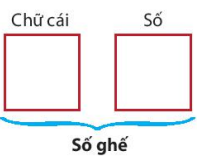 Chữ cái Số
Số ghế